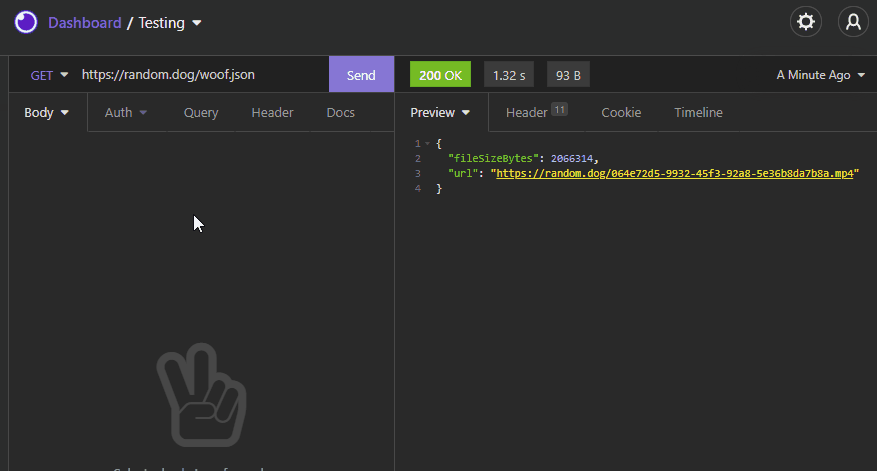 Dashboard / Testing
GET https://random.dog/woof.json Send 200 OK 1.32 s 93 B A Minute Ago
Body Auth Query Header Docs Preview Header 11 Cookie Timeline
1 {
2 "fileSizeBytes": 2066314,
3 "url": "https://random.dog/064e72d5-9932-45f3-92a8-5e36b8da7b8a.mp4"
4 }